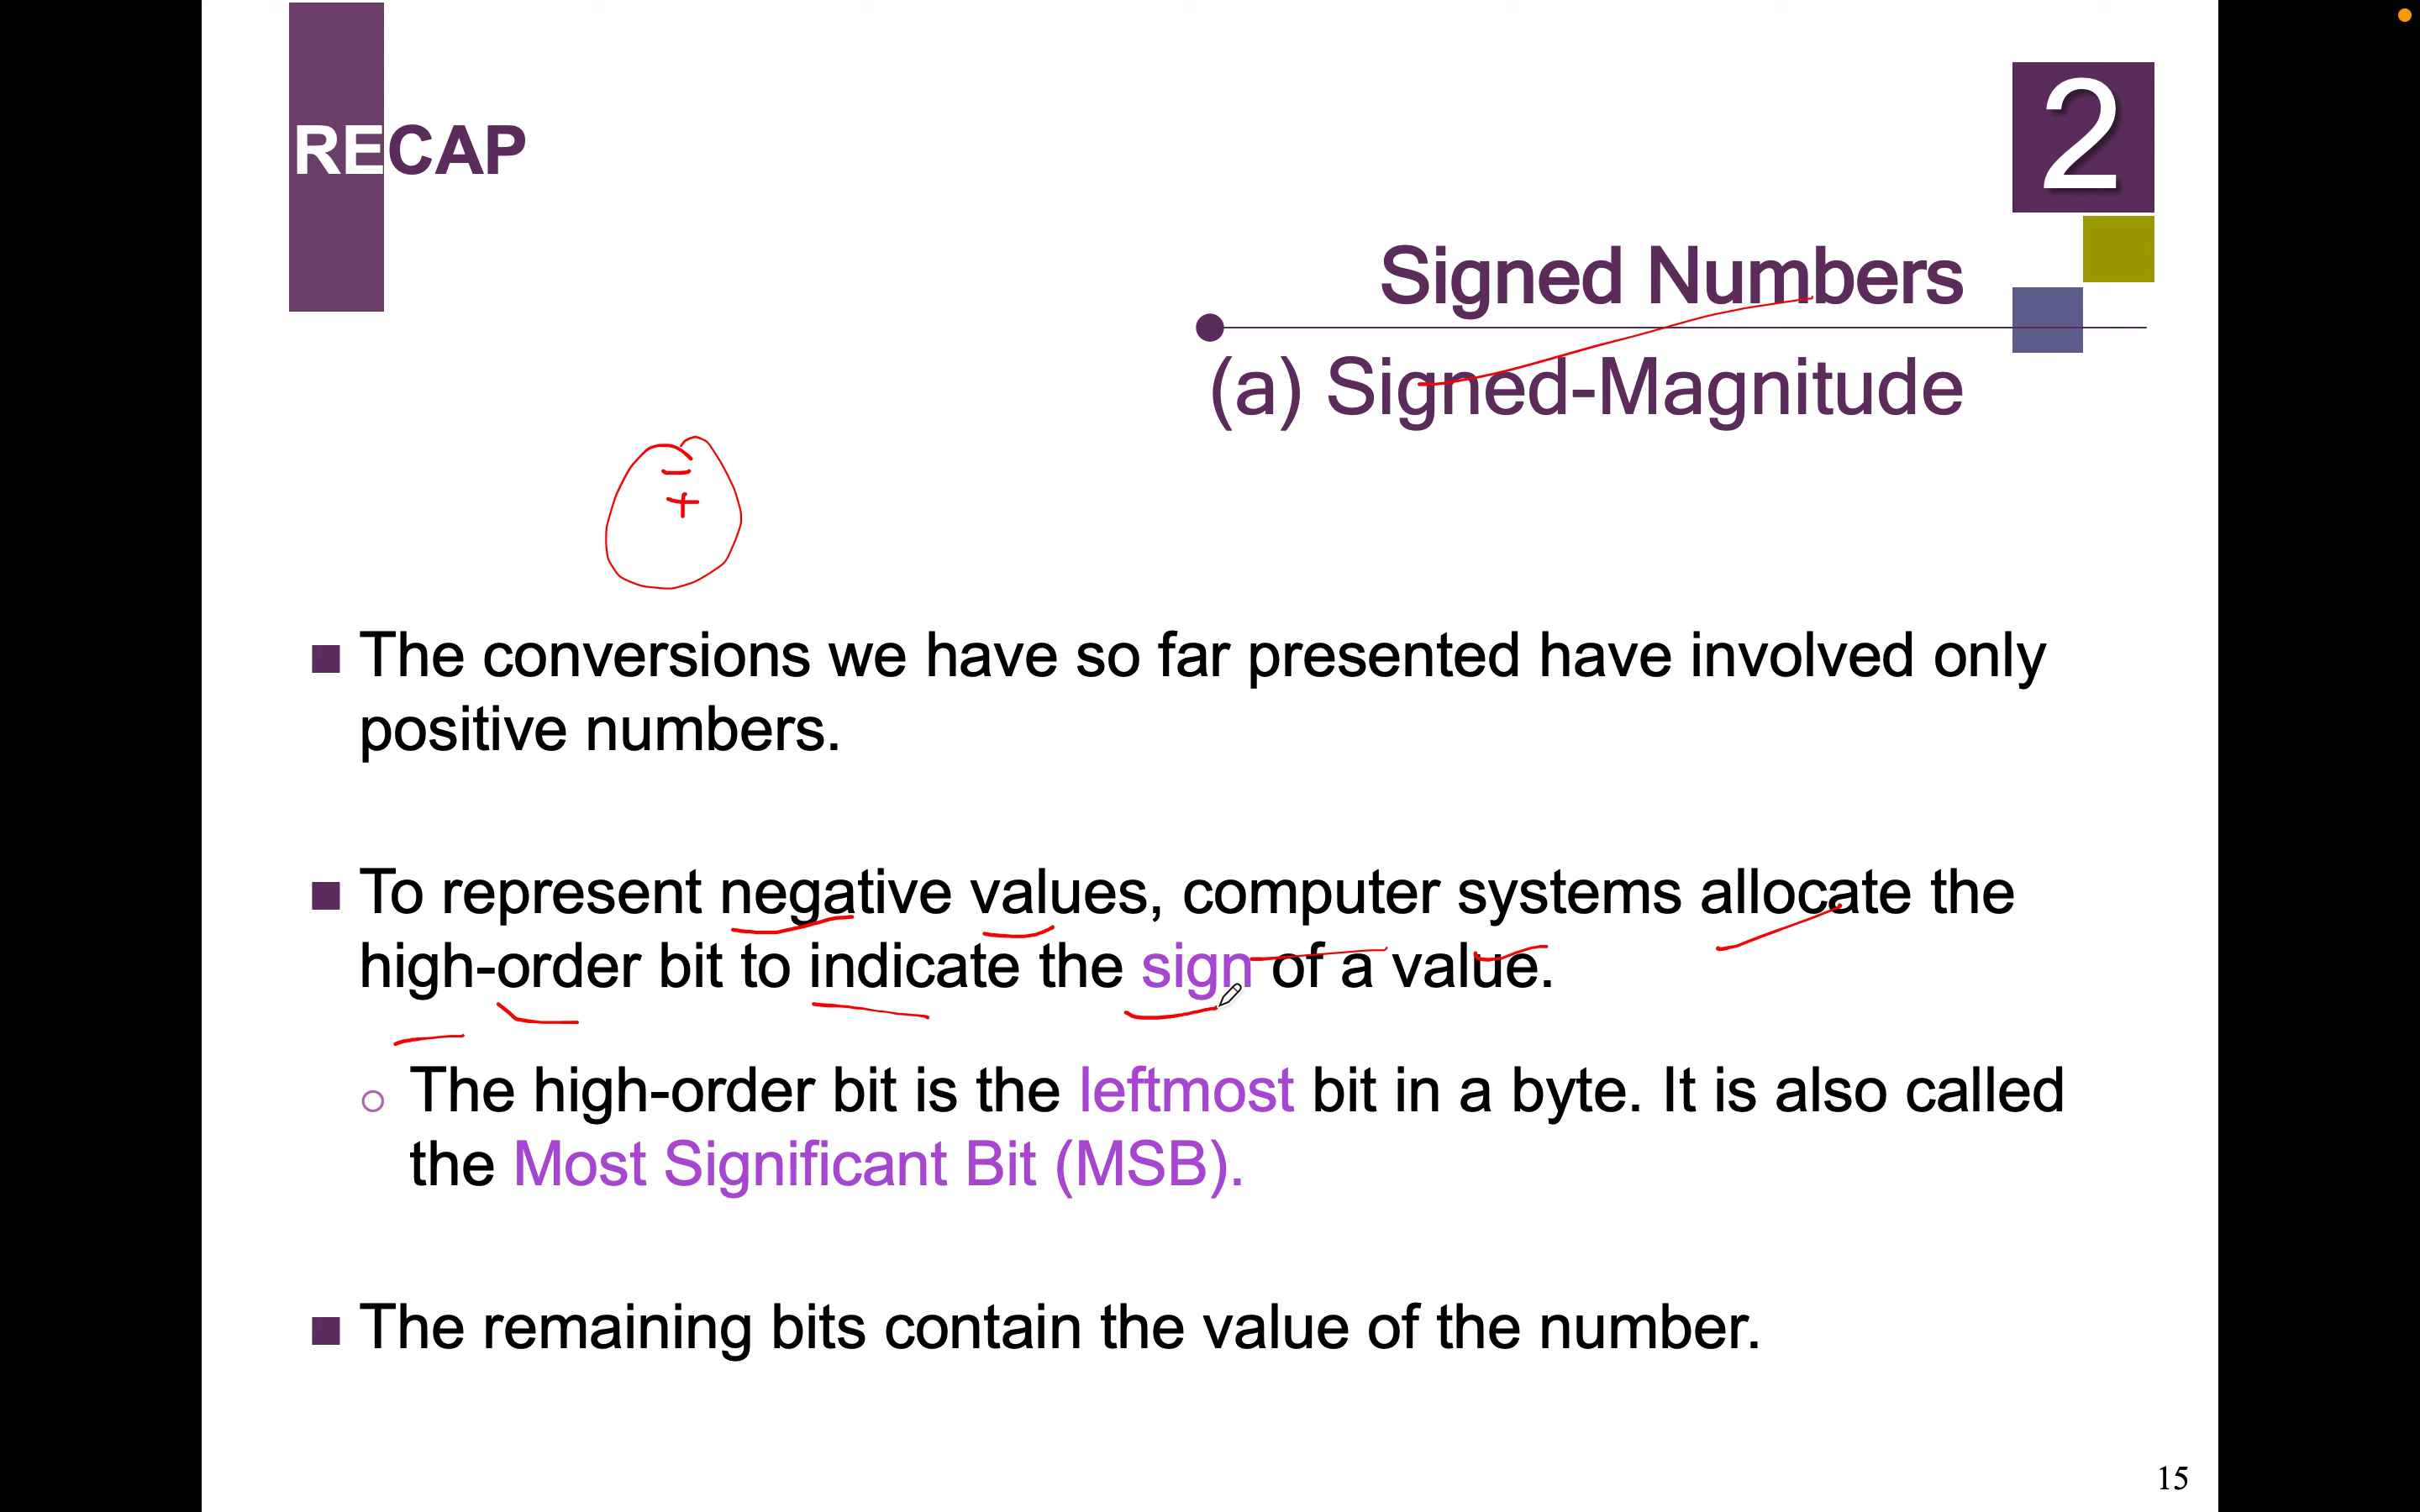 RECAP
2
Signed Numbers
(a) Signed-Magnitude
-
+
■ The conversions we have so far presented have involved only
positive numbers.
■ To represent negative values, computer systems allocate the
high-order bit to indicate the sign of a value.
○ The high-order bit is the leftmost bit in a byte. It is also called
the Most Significant Bit (MSB).
■ The remaining bits contain the value of the number.
15